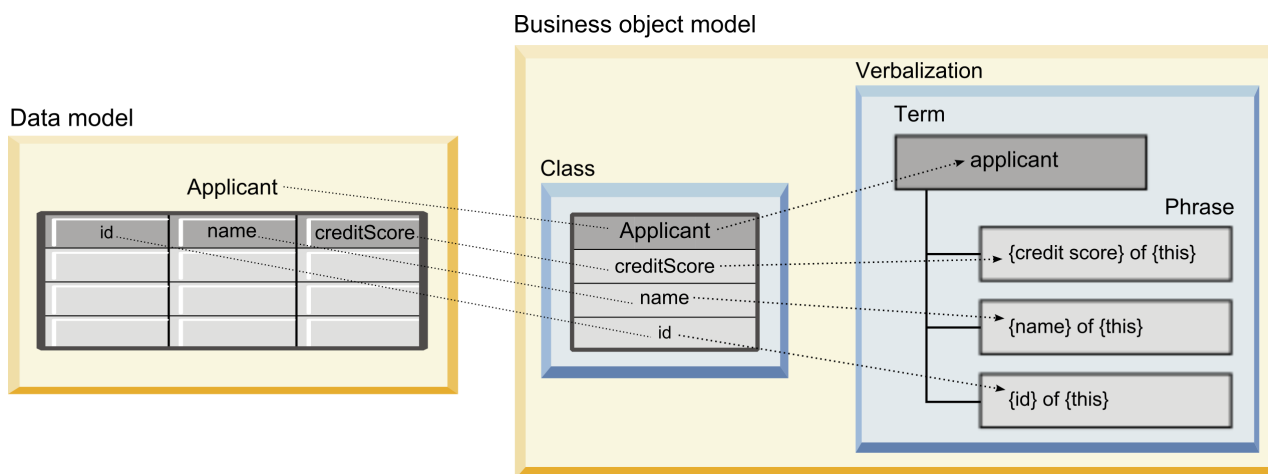 Business object model
Verbalization
Data model
Term
applicant
Class
Applicant
Phrase
id
name
creditScore
Applicant
creditScore
name
id
{credit score} of {this}
{name} of {this}
{id} of {this}